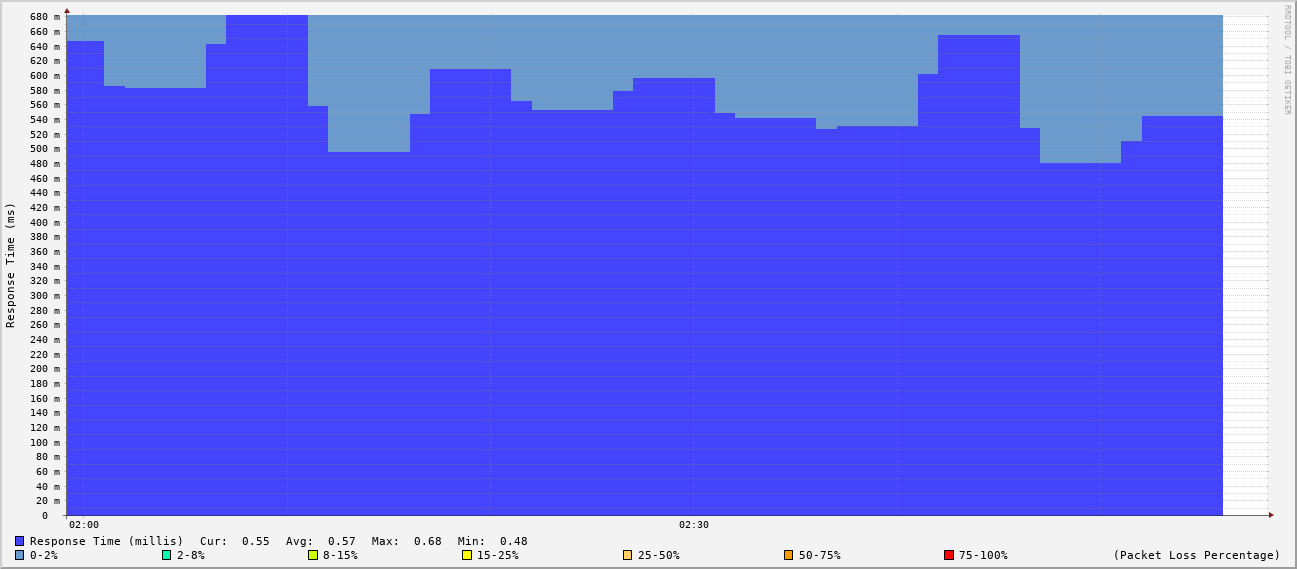 680 m
660 m
640 m
620 m
600 m
580 m
560 m
540 m
520 m
500 m
480 m
460 m
440 m
420 m
400 m
380 m
360 m
340 m
320 m
300 m
280 m
260 m
240 m
220 m
200 m
180 m
160 m
140 m
120 m
100 m
80 m
60 m
40 m
20 m
0
Response Time (ms)
RRDTOOL / TOBI OETIKER
02:00 02:30
Response Time (millis) Cur: 0.55 Avg: 0.57 Max: 0.68 Min: 0.48
0-2% 2-8% 8-15% 15-25% 25-50% 50-75% 75-100% (Packet Loss Percentage)